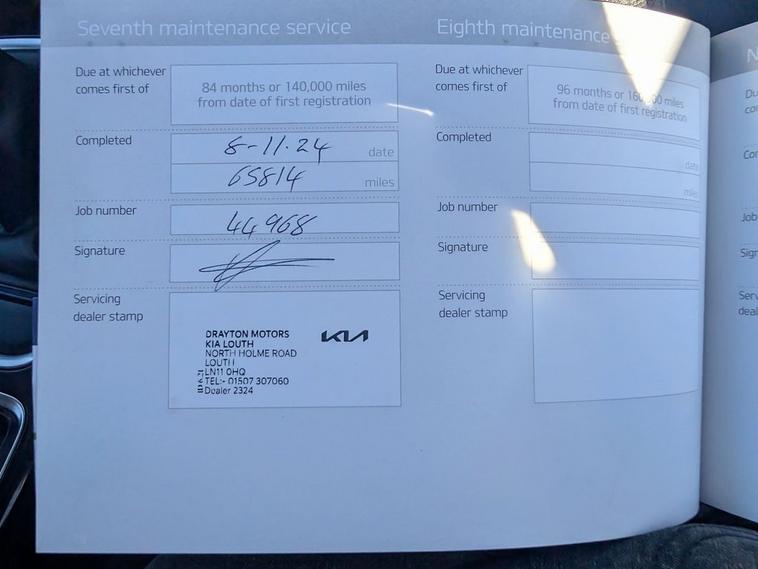 Seventh maintenance service
Due at whichever
comes first of
84 months or 140,000 miles
from date of first registration
Completed
8-11-24 date
65814 miles
Job number
44968
Signature
Servicing
dealer stamp
DRAYTON MOTORS
KIA LOUTH
NORTH HOLME ROAD
LOUTH
LN11 0HQ
TEL:- 01507 307060
Dealer 2324
KIA
Eighth maintenance
Due at whichever
comes first of
96 months or 160,000 miles
from date of first registration
Completed
date
miles
Job number
Signature
Servicing
dealer stamp